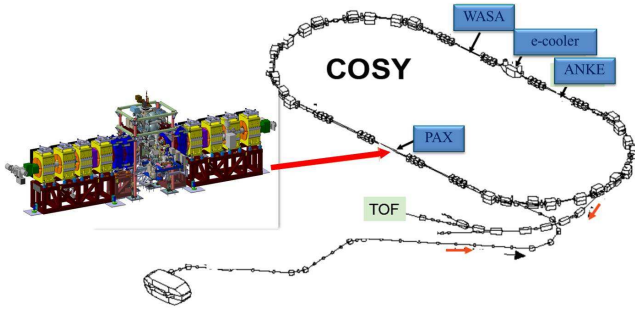 WASA
e-cooler
COSY
ANKE
PAX
TOF